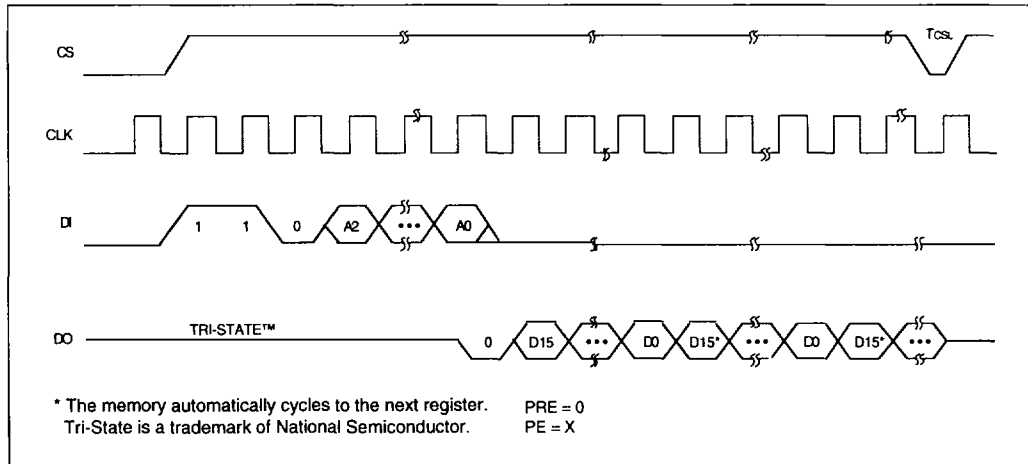 CS TCSL
CLK
DI 1 1 0 A2 ••• A0
TRI-STATE™
DO 0 D15 ••• D0 D15* ••• D0 D15* •••
* The memory automatically cycles to the next register. PRE = 0
Tri-State is a trademark of National Semiconductor. PE = X